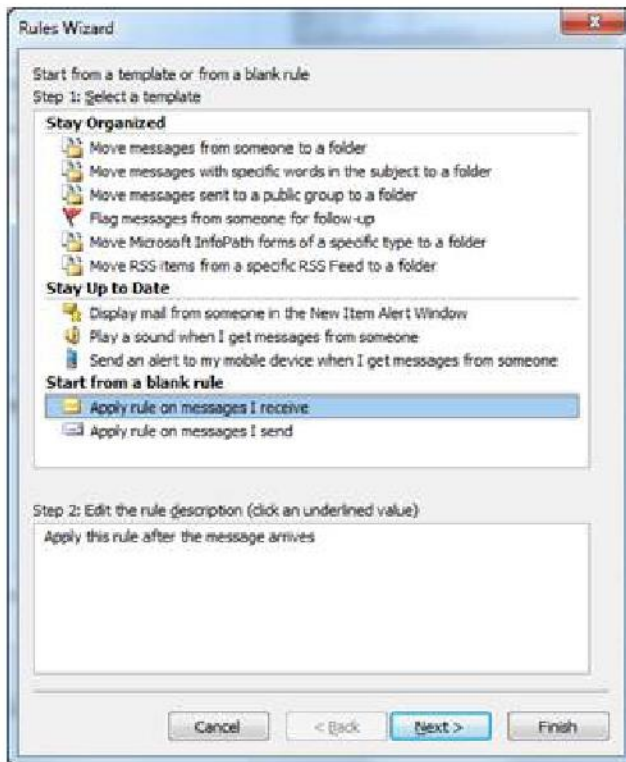 Rules Wizard
Start from a template or from a blank rule
Step 1: Select a template
Stay Organized
Move messages from someone to a folder
Move messages with specific words in the subject to a folder
Move messages sent to a public group to a folder
Flag messages from someone for follow-up
Move Microsoft InfoPath forms of a specific type to a folder
Move RSS items from a specific RSS Feed to a folder
Stay Up to Date
Display mail from someone in the New Item Alert Window
Play a sound when I get messages from someone
Send an alert to my mobile device when I get messages from someone
Start from a blank rule
Apply rule on messages I receive
Apply rule on messages I send
Step 2: Edit the rule description (click an underlined value)
Apply this rule after the message arrives
Cancel < Back Next > Finish